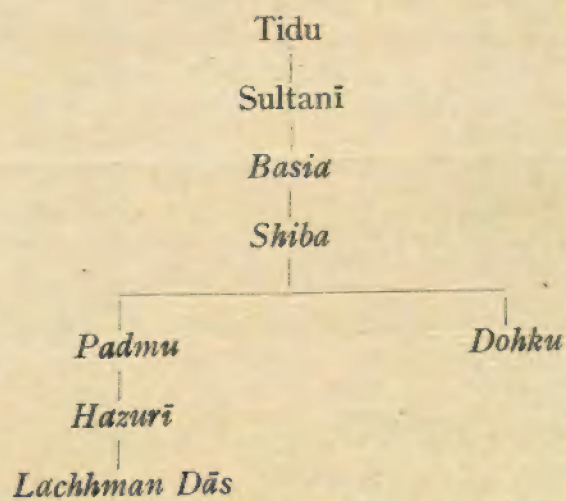 Tidu
Sultanī
Basia
Shiba
Padmu Dohku
Hazurī
Lachhman Dās